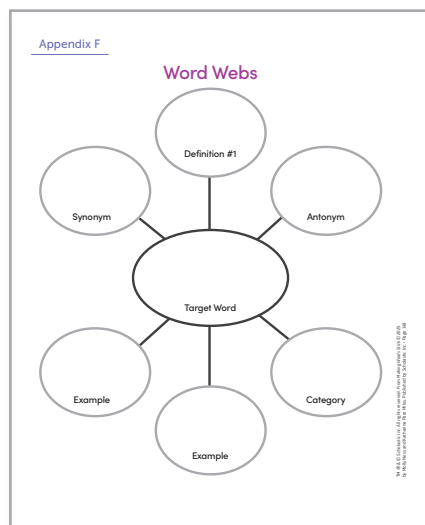 Appendix F
Word Webs
Definition #1
Synonym
Antonym
Target Word
Example
Category
Example